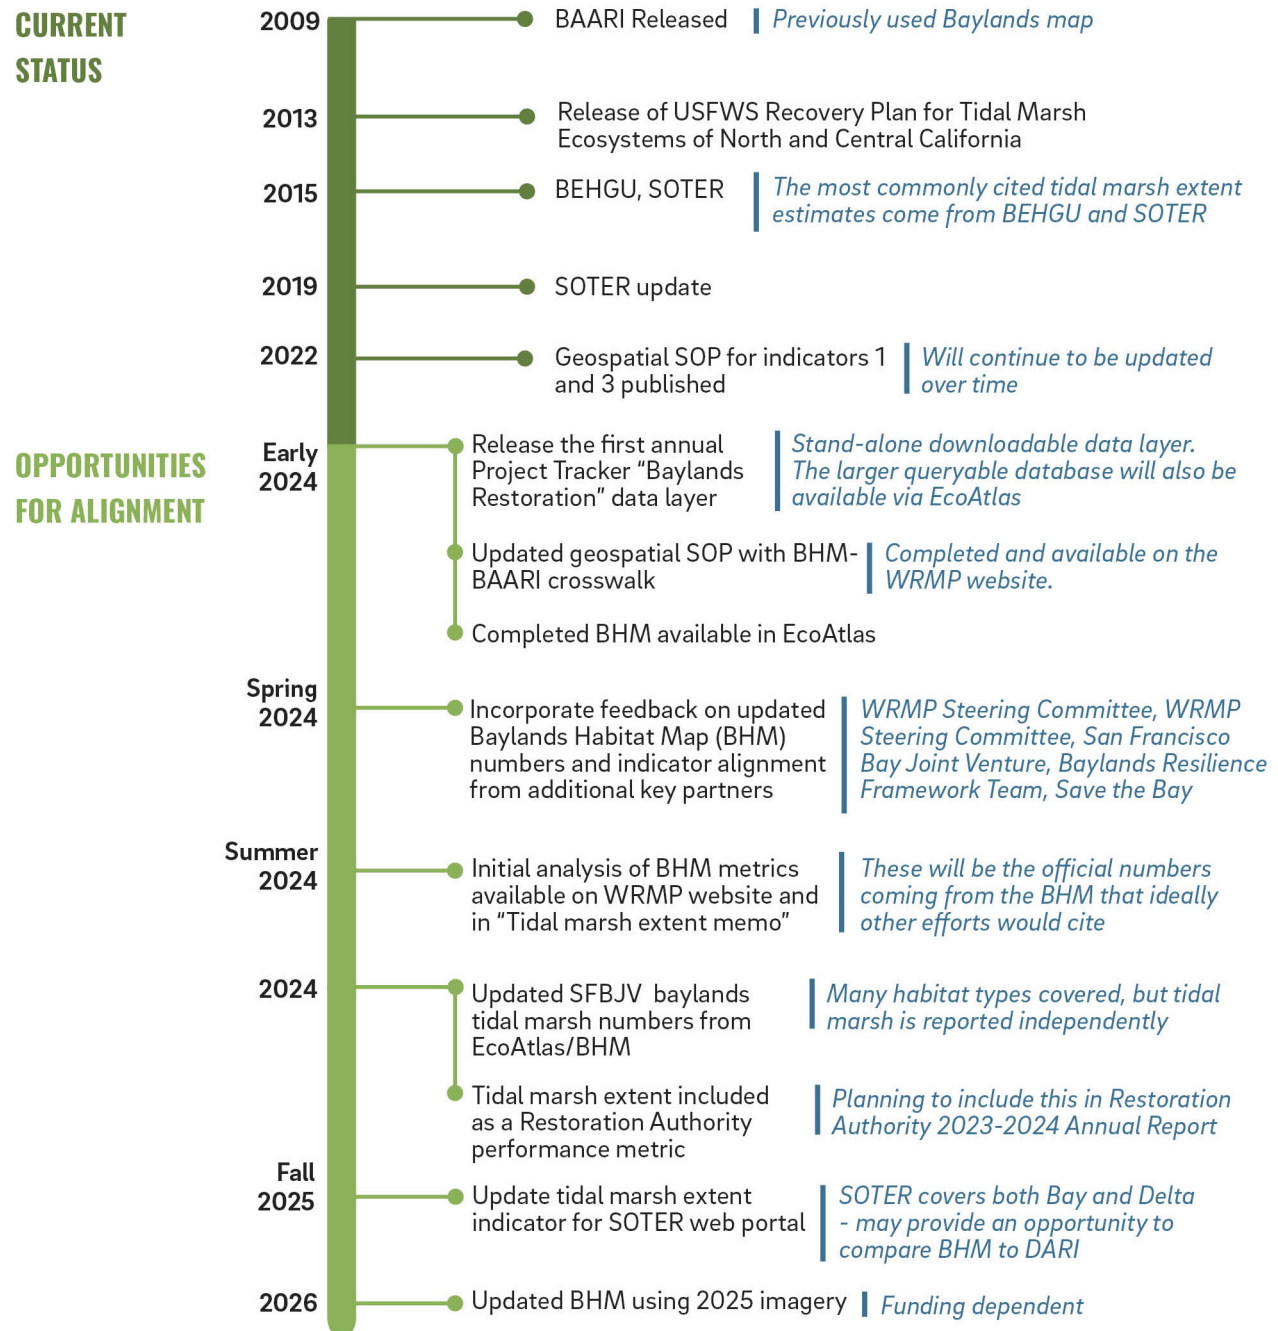 CURRENT
STATUS
2009
BAARI Released
Previously used Baylands map
2013
Release of USFWS Recovery Plan for Tidal Marsh
Ecosystems of North and Central California
2015
BEHGU, SOTER
The most commonly cited tidal marsh extent
estimates come from BEHGU and SOTER
2019
SOTER update
2022
Geospatial SOP for indicators 1
and 3 published
Will continue to be updated
over time
OPPORTUNITIES
FOR ALIGNMENT
Early
2024
Release the first annual
Project Tracker “Baylands
Restoration” data layer
Stand-alone downloadable data layer.
The larger queryable database will also be
available via EcoAtlas
Updated geospatial SOP with BHM-
BAARI crosswalk
Completed and available on the
WRMP website.
Completed BHM available in EcoAtlas
Spring
2024
Incorporate feedback on updated
Baylands Habitat Map (BHM)
numbers and indicator alignment
from additional key partners
WRMP Steering Committee, WRMP
Steering Committee, San Francisco
Bay Joint Venture, Baylands Resilience
Framework Team, Save the Bay
Summer
2024
Initial analysis of BHM metrics
available on WRMP website and
in “Tidal marsh extent memo”
These will be the official numbers
coming from the BHM that ideally
other efforts would cite
2024
Updated SFBJV baylands
tidal marsh numbers from
EcoAtlas/BHM
Many habitat types covered, but tidal
marsh is reported independently
Tidal marsh extent included
as a Restoration Authority
performance metric
Planning to include this in Restoration
Authority 2023-2024 Annual Report
Fall
2025
Update tidal marsh extent
indicator for SOTER web portal
SOTER covers both Bay and Delta
- may provide an opportunity to
compare BHM to DARI
2026
Updated BHM using 2025 imagery
Funding dependent